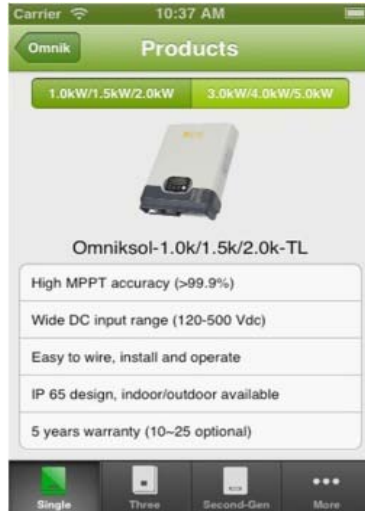 Carrier 10:37 AM
Omnik Products
1.0kW/1.5kW/2.0kW 3.0kW/4.0kW/5.0kW
Omniksol-1.0k/1.5k/2.0k-TL
High MPPT accuracy (>99.9%)
Wide DC input range (120-500 Vdc)
Easy to wire, install and operate
IP 65 design, indoor/outdoor available
5 years warranty (10~25 optional)
Single Three Second-Gen More